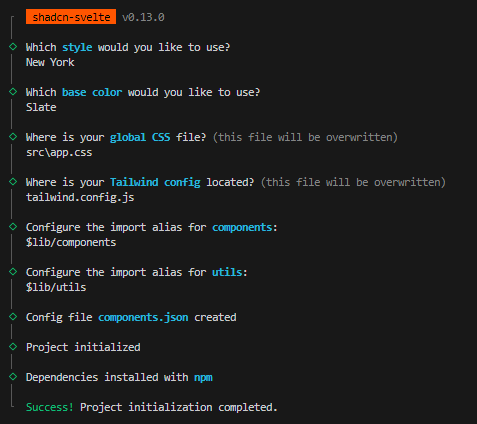 shadcn-svelte v0.13.0
Which style would you like to use?
New York
Which base color would you like to use?
Slate
Where is your global CSS file? (this file will be overwritten)
src\app.css
Where is your Tailwind config located? (this file will be overwritten)
tailwind.config.js
Configure the import alias for components:
$lib/components
Configure the import alias for utils:
$lib/utils
Config file components.json created
Project initialized
Dependencies installed with npm
Success! Project initialization completed.